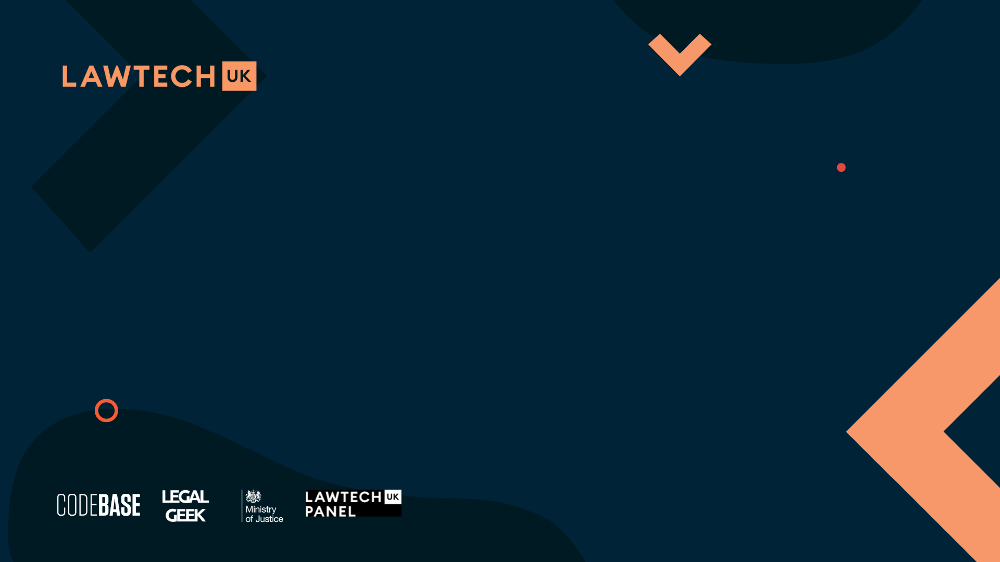 LAWTECH UK
CODEBASE
LEGAL
GEEK
Ministry
of Justice
LAWTECH UK
PANEL